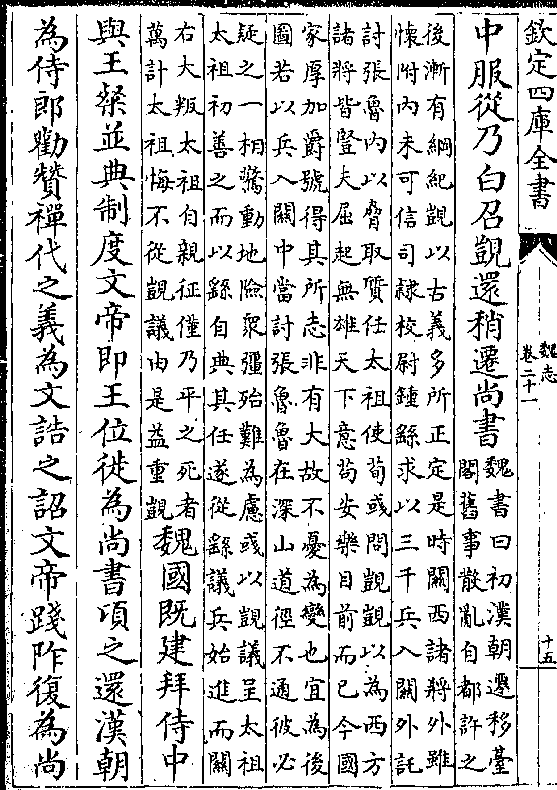 欽定四庫全書
魏志
卷二十一
十五
中服從乃白召覬還稍遷尚書
魏書曰初漢朝遷移臺
閣舊事散亂自都許之
後漸有綱紀覬以古義多所正定是時關西諸將外雖
懐附内未可信司隸校尉鍾繇求以三千兵入關外託
討張魯内以脅取質任太祖使荀彧問覬覬以為西方
諸將皆豎夫屈起無雄天下意茍安樂目前而已今國
家厚加爵號得其所志非有大故不憂為變也宜為後
圖若以兵入關中當討張魯魯在深山道徑不通彼必
疑之一相驚動地險衆彊殆難為慮彧以覬議呈太祖
太祖初善之而以繇自典其任遂從繇議兵始進而關
右大叛太祖自親征僅乃平之死者
萬計太祖悔不從覬議由是益重覬
魏國既建拜侍中
與王粲並典制度文帝即王位徙為尚書項之還漢朝
為侍郎勸贊禪代之義為文誥之詔文帝踐阼復為尚